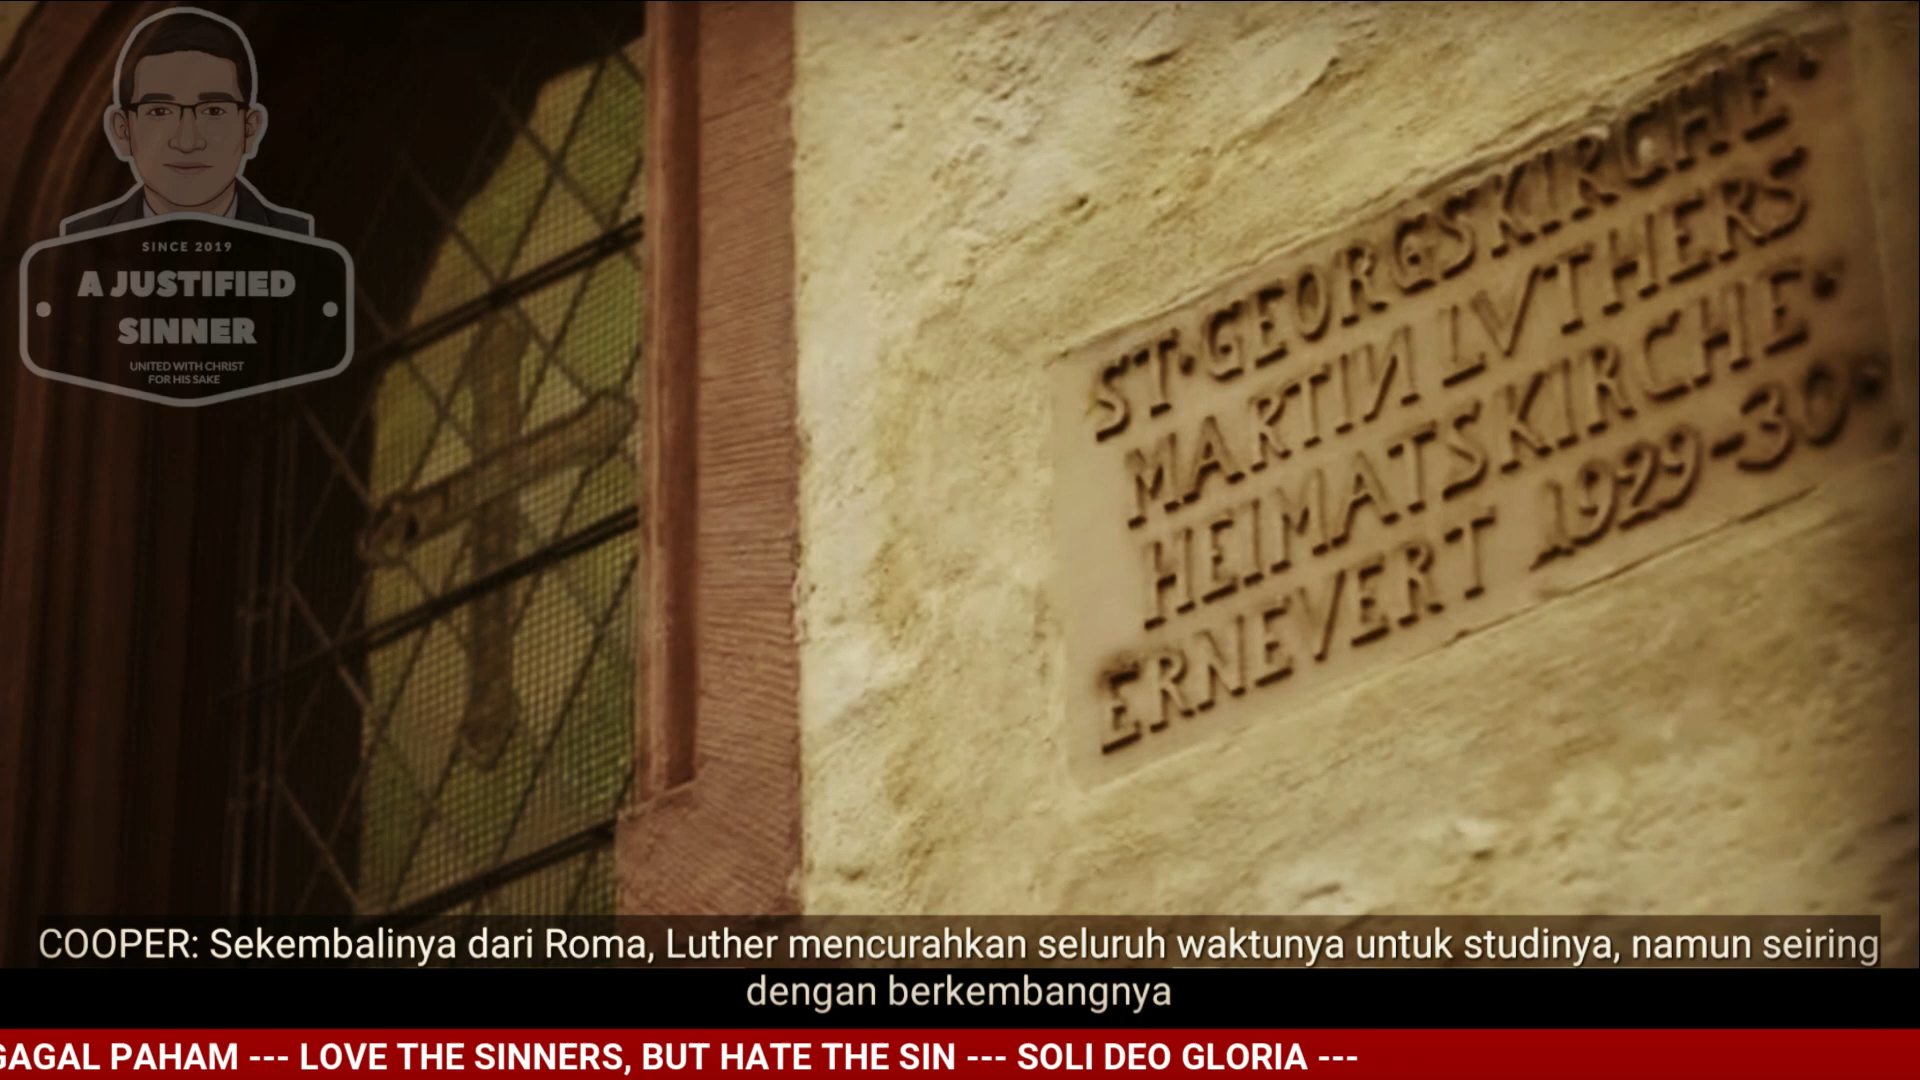 SINCE 2019
A JUSTIFIED
SINNER
UNITED WITH CHRIST
FOR HIS SAKE
ST·GEORGSKIRCHE·
MARTIN LVTHERS
HEIMATSKIRCHE·
ERNEVERT 1929-30·
COOPER: Sekembalinya dari Roma, Luther mencurahkan seluruh waktunya untuk studinya, namun seiring
dengan berkembangnya
GAGAL PAHAM --- LOVE THE SINNERS, BUT HATE THE SIN --- SOLI DEO GLORIA ---